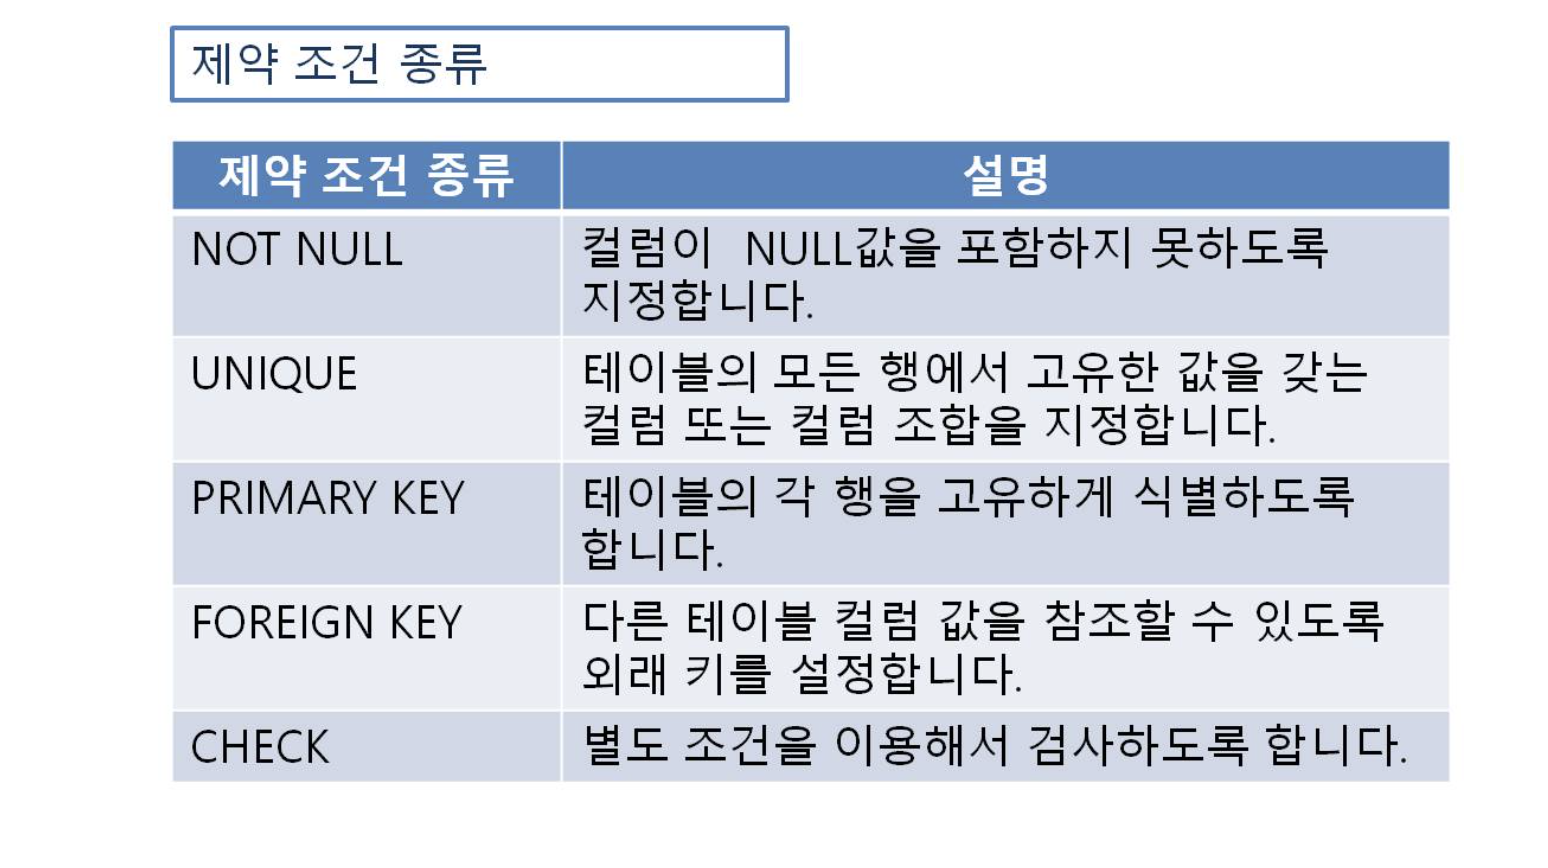 제약 조건 종류
제약 조건 종류 설명
NOT NULL 컬럼이 NULL값을 포함하지 못하도록
지정합니다.
UNIQUE 테이블의 모든 행에서 고유한 값을 갖는
컬럼 또는 컬럼 조합을 지정합니다.
PRIMARY KEY 테이블의 각 행을 고유하게 식별하도록
합니다.
FOREIGN KEY 다른 테이블 컬럼 값을 참조할 수 있도록
외래 키를 설정합니다.
CHECK 별도 조건을 이용해서 검사하도록 합니다.